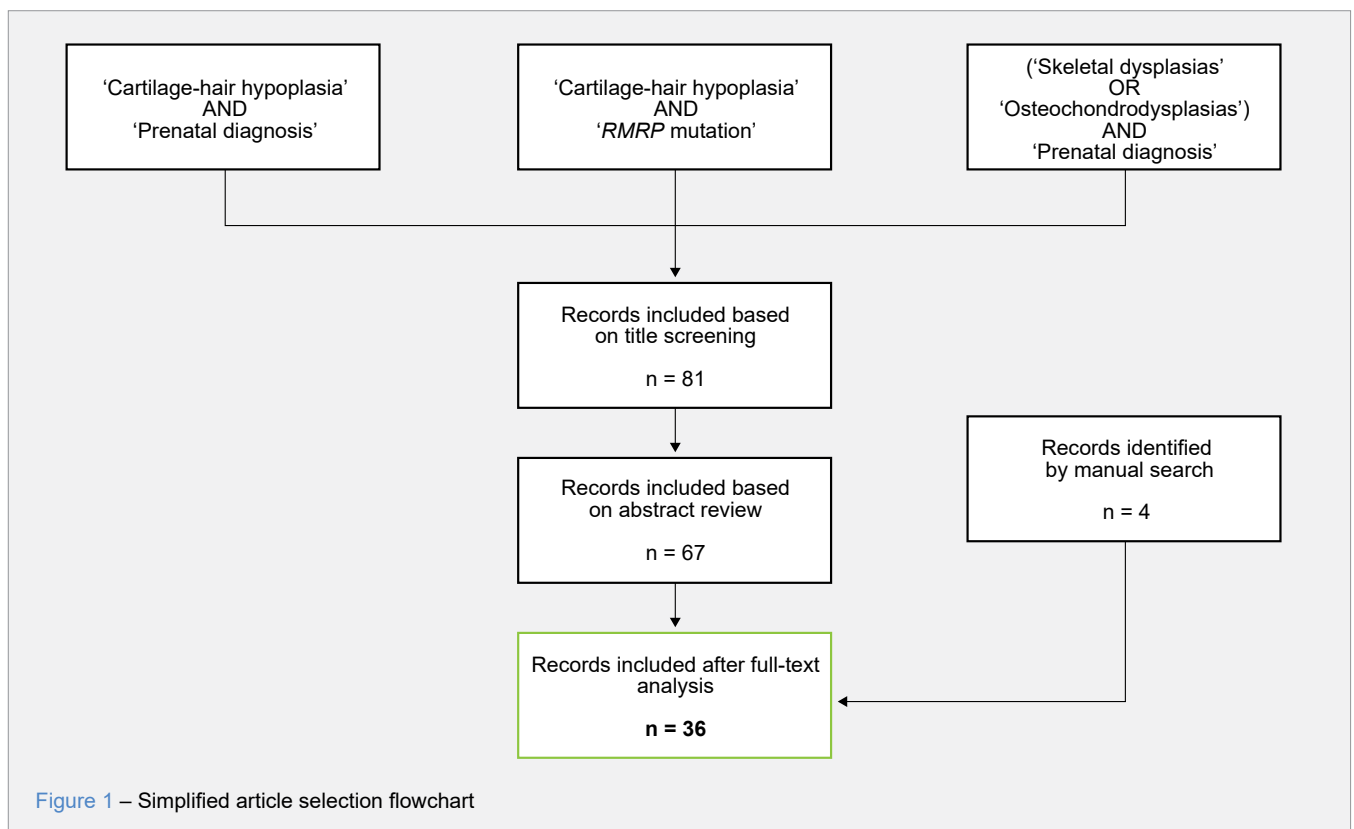 ‘Cartilage-hair hypoplasia’
AND
‘Prenatal diagnosis’
‘Cartilage-hair hypoplasia’
AND
‘RMRP mutation’
(‘Skeletal dysplasias’
OR
‘Osteochondrodysplasias’)
AND
‘Prenatal diagnosis’
Records included based
on title screening
n = 81
Records included based
on abstract review
n = 67
Records identified
by manual search
n = 4
Records included after full-text
analysis
n = 36
Figure 1 – Simplified article selection flowchart